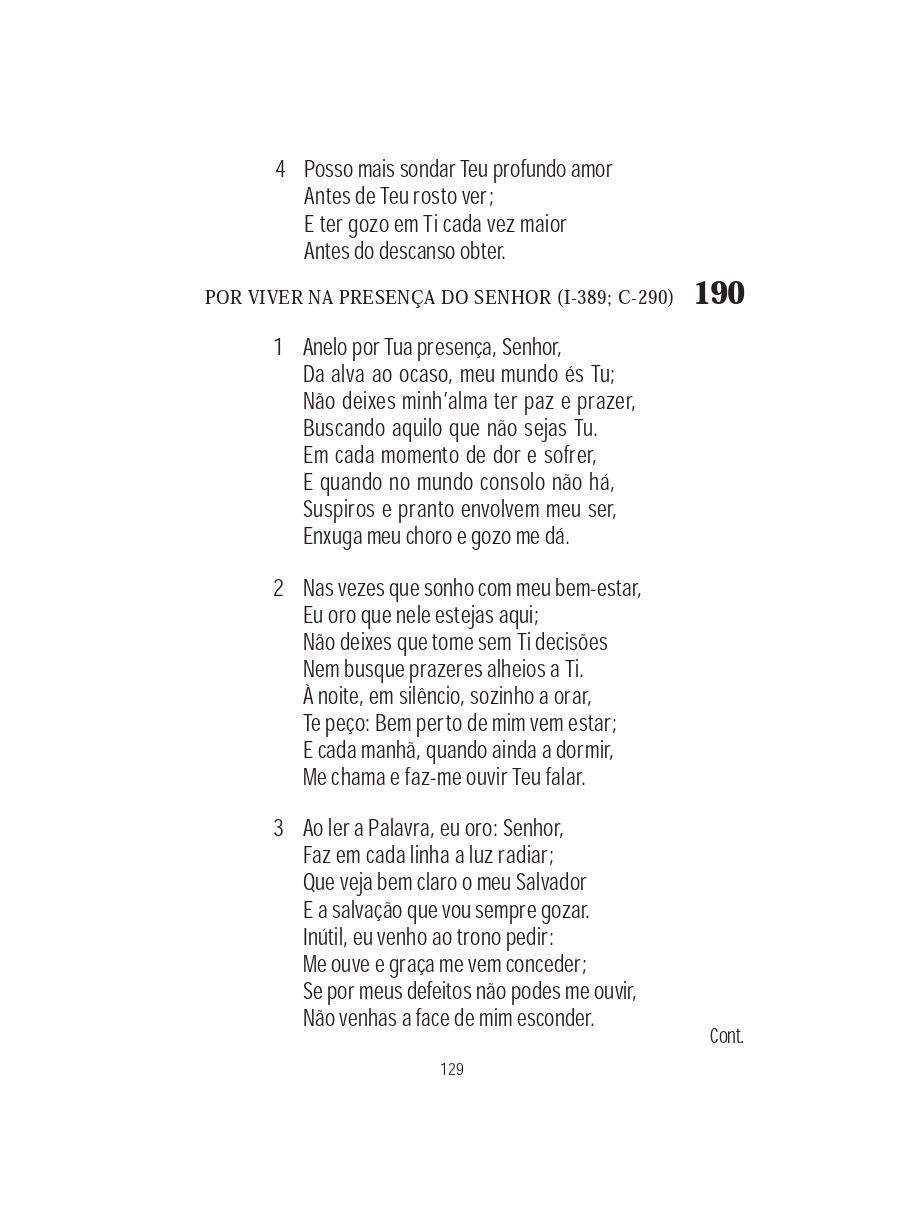 4 Posso mais sondar Teu profundo amor
Antes de Teu rosto ver;
E ter gozo em Ti cada vez maior
Antes do descanso obter.
POR VIVER NA PRESENÇA DO SENHOR (I-389; C-290) 190
1 Anelo por Tua presença, Senhor,
Da alva ao ocaso, meu mundo és Tu;
Não deixes minh’alma ter paz e prazer,
Buscando aquilo que não sejas Tu.
Em cada momento de dor e sofrer,
E quando no mundo consolo não há,
Suspiros e pranto envolvem meu ser,
Enxuga meu choro e gozo me dá.
2 Nas vezes que sonho com meu bem-estar,
Eu oro que nele estejas aqui;
Não deixes que tome sem Ti decisões
Nem busque prazeres alheios a Ti.
À noite, em silêncio, sozinho a orar,
Te peço: Bem perto de mim vem estar;
E cada manhã, quando ainda a dormir,
Me chama e faz-me ouvir Teu falar.
3 Ao ler a Palavra, eu oro: Senhor,
Faz em cada linha a luz radiar;
Que veja bem claro o meu Salvador
E a salvação que vou sempre gozar.
Inútil, eu venho ao trono pedir:
Me ouve e graça me vem conceder;
Se por meus defeitos não podes me ouvir,
Não venhas a face de mim esconder.
Cont.
129